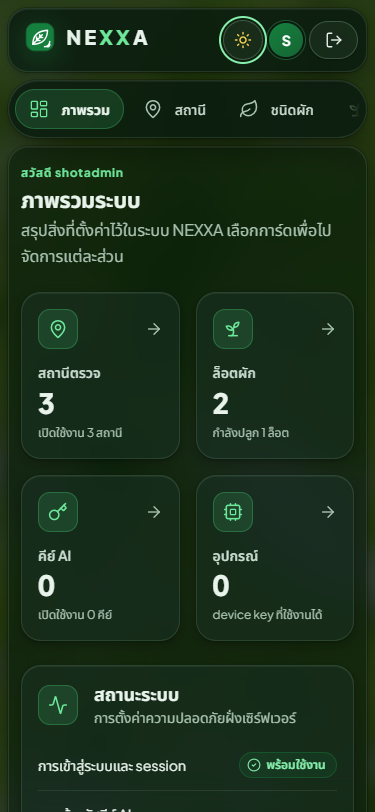 NEXXA
S
ภาพรวม
สถานี
ชนิดผัก
สวัสดี shotadmin
ภาพรวมระบบ
สรุปสิ่งที่ตั้งค่าไว้ในระบบ NEXXA เลือกการ์ดเพื่อไป
จัดการแต่ละส่วน
สถานีตรวจ
3
เปิดใช้งาน 3 สถานี
ล็อตผัก
2
กำลังปลูก 1 ล็อต
คีย์ AI
0
เปิดใช้งาน 0 คีย์
อุปกรณ์
0
device key ที่ใช้งานได้
สถานะระบบ
การตั้งค่าความปลอดภัยฝั่งเซิร์ฟเวอร์
การเข้าสู่ระบบและ session
พร้อมใช้งาน